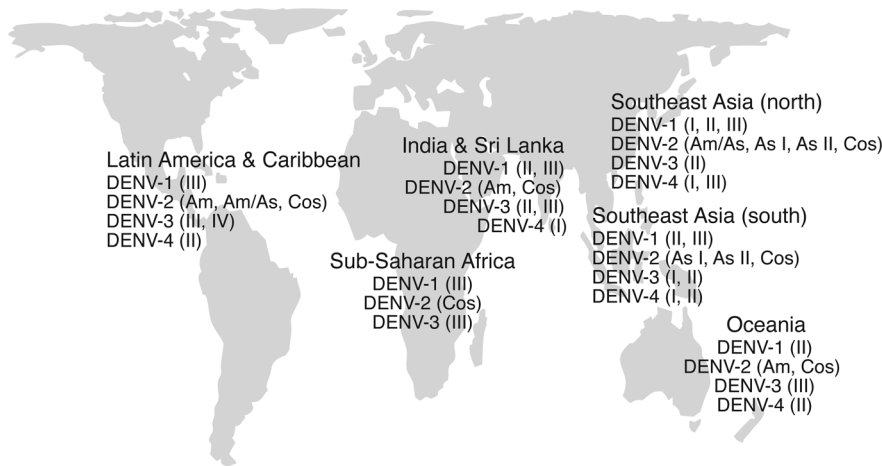 Southeast Asia (north)
DENV-1 (I, II, III)
DENV-2 (Am/As, As I, As II, Cos)
DENV-3 (II)
DENV-4 (I, III)
India & Sri Lanka
DENV-1 (II, III)
DENV-2 (Am, Cos)
DENV-3 (II, III)
DENV-4 (I)
Latin America & Caribbean
DENV-1 (III)
DENV-2 (Am, Am/As, Cos)
DENV-3 (III, IV)
DENV-4 (II)
Southeast Asia (south)
DENV-1 (II, III)
DENV-2 (As I, As II, Cos)
DENV-3 (I, II)
DENV-4 (I, II)
Sub-Saharan Africa
DENV-1 (III)
DENV-2 (Cos)
DENV-3 (III)
Oceania
DENV-1 (II)
DENV-2 (Am, Cos)
DENV-3 (III)
DENV-4 (II)